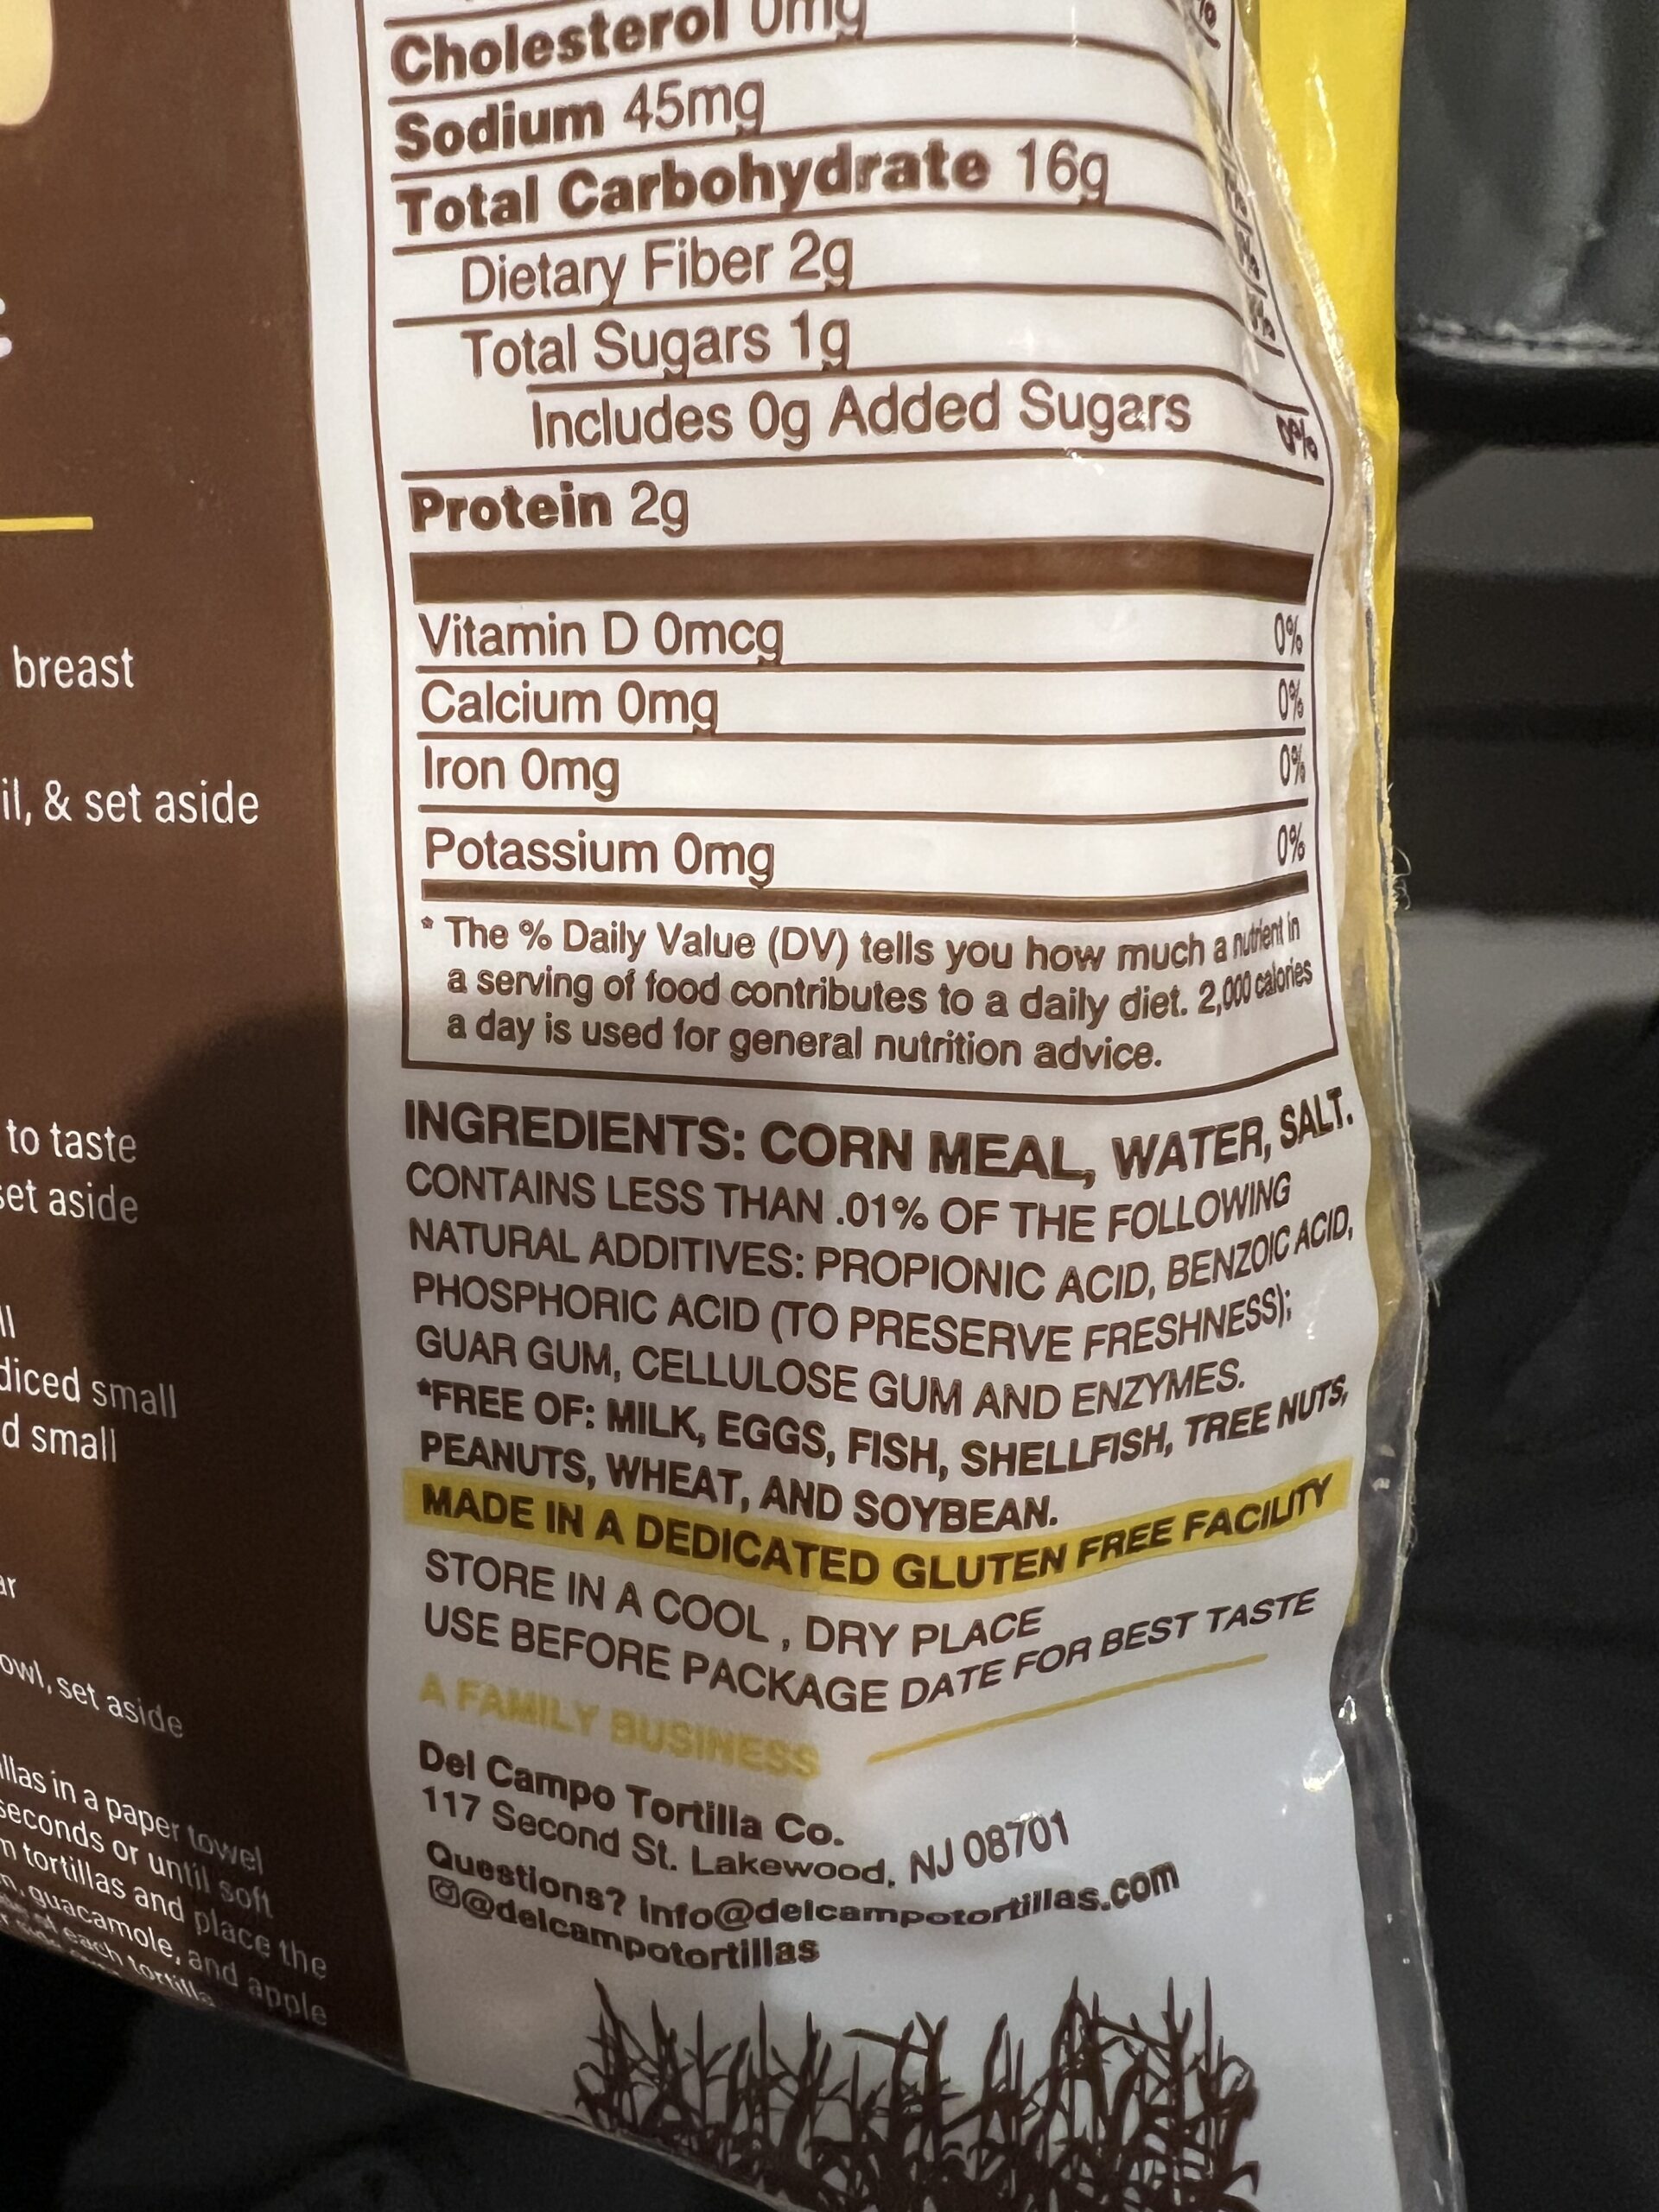 Cholesterol 0mg
Sodium 45mg
Total Carbohydrate 16g
Dietary Fiber 2g
Total Sugars 1g
Includes 0g Added Sugars 0%
Protein 2g
Vitamin D 0mcg 0%
Calcium 0mg 0%
Iron 0mg 0%
Potassium 0mg 0%
* The % Daily Value (DV) tells you how much a nutrient in
a serving of food contributes to a daily diet. 2,000 calories
a day is used for general nutrition advice.
INGREDIENTS: CORN MEAL, WATER, SALT.
CONTAINS LESS THAN .01% OF THE FOLLOWING
NATURAL ADDITIVES: PROPIONIC ACID, BENZOIC ACID,
PHOSPHORIC ACID (TO PRESERVE FRESHNESS);
GUAR GUM, CELLULOSE GUM AND ENZYMES.
*FREE OF: MILK, EGGS, FISH, SHELLFISH, TREE NUTS,
PEANUTS, WHEAT, AND SOYBEAN.
MADE IN A DEDICATED GLUTEN FREE FACILITY
STORE IN A COOL , DRY PLACE
USE BEFORE PACKAGE DATE FOR BEST TASTE
A FAMILY BUSINESS
Del Campo Tortilla Co.
117 Second St. Lakewood, NJ 08701
Questions? info@delcampotortillas.com
@delcampotortillas
breast
& set aside
to taste
set aside
diced small
small
set aside
in a paper towel
seconds or until soft
tortillas and place the
guacamole, and apple
each tortilla